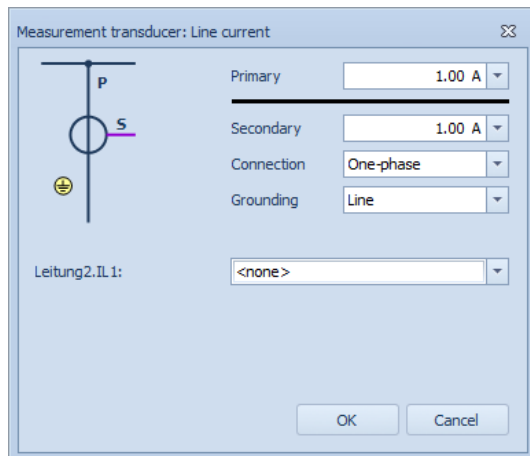 Measurement transducer: Line current
P
S
Primary 1.00 A
Secondary 1.00 A
Connection One-phase
Grounding Line
Leitung2.IL1: <none>
OK Cancel